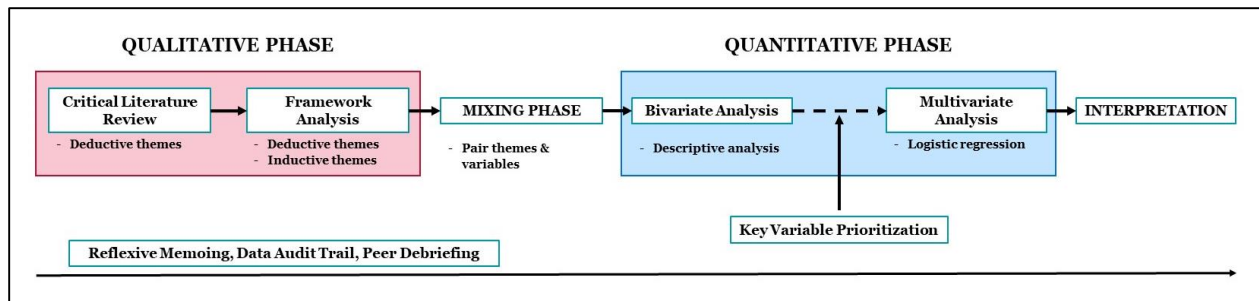 QUALITATIVE PHASE
QUANTITATIVE PHASE
Critical Literature
Review
- Deductive themes
Framework
Analysis
- Deductive themes
- Inductive themes
MIXING PHASE
- Pair themes &
variables
Bivariate Analysis
- Descriptive analysis
Multivariate
Analysis
- Logistic regression
INTERPRETATION
Key Variable Prioritization
Reflexive Memoing, Data Audit Trail, Peer Debriefing